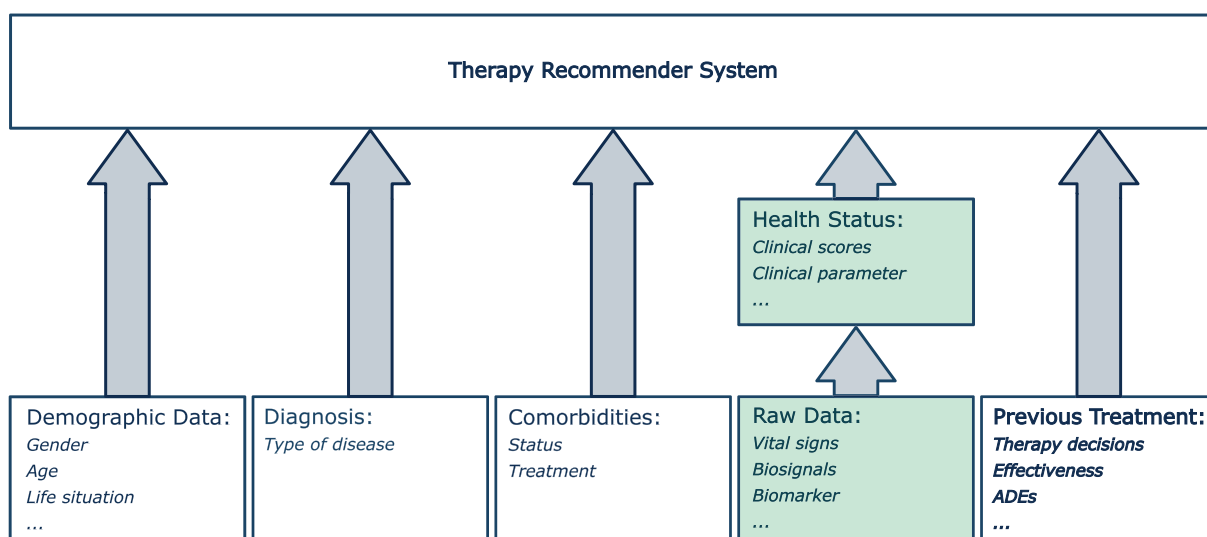 Therapy Recommender System
Health Status:
Clinical scores
Clinical parameter
...
Demographic Data:
Gender
Age
Life situation
...
Diagnosis:
Type of disease
Comorbidities:
Status
Treatment
Raw Data:
Vital signs
Biosignals
Biomarker
...
Previous Treatment:
Therapy decisions
Effectiveness
ADEs
...